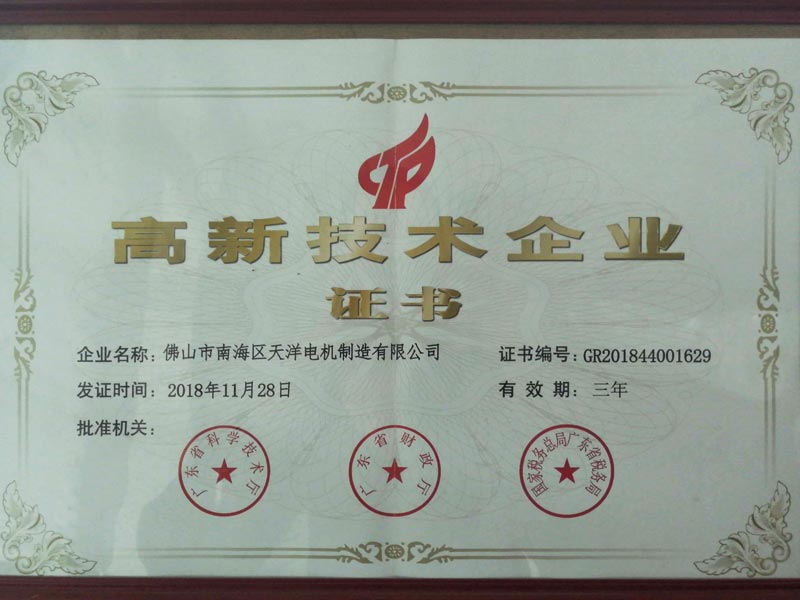 高新技术企业
证书
企业名称：佛山市南海区天洋电机制造有限公司
证书编号：GR201844001629
发证时间：2018年11月28日
有效期：三年
批准机关：
广东省科学技术厅
广东省财政厅
国家税务总局广东省税务局